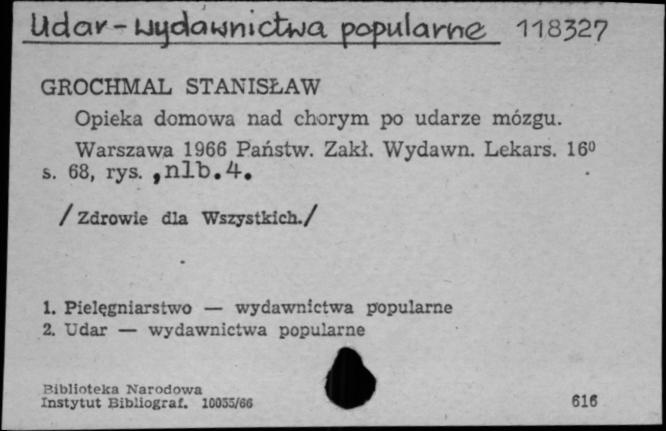 Udar - wydawnictwa popularne 118327
GROCHMAL STANISŁAW
Opieka domowa nad chorym po udarze mózgu.
Warszawa 1966 Państw. Zakł. Wydawn. Lekars. 16⁰
s. 68, rys. , nlb. 4.
/ Zdrowie dla Wszystkich. /
1. Pielęgniarstwo — wydawnictwa popularne
2. Udar — wydawnictwa popularne
Biblioteka Narodowa
Instytut Bibliograf. 10055/66 616